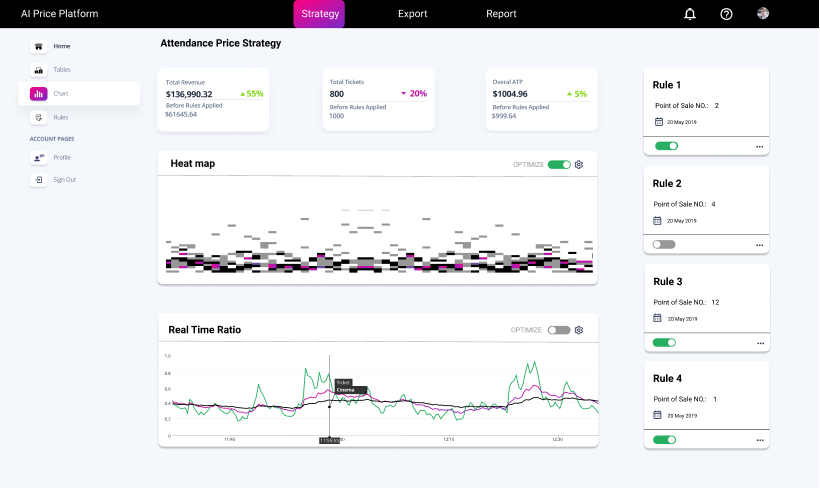 AI Price Platform
Strategy
Export
Report
Home
Tables
Chart
Rules
ACCOUNT PAGES
Profile
Sign Out
Attendance Price Strategy
Total Revenue
$136,990.32
55%
Before Rules Applied
$61645.64
Total Tickets
800
20%
Before Rules Applied
1000
Overal ATP
$1004.96
5%
Before Rules Applied
$999.64
Heat map
OPTIMIZE
Real Time Ratio
OPTIMIZE
1.0
0.8
0.6
0.4
0.2
0
Ticket
Cinema
11:45
12:15
12:30
Rule 1
Point of Sale NO.: 2
20 May 2019
Rule 2
Point of Sale NO.: 4
20 May 2019
Rule 3
Point of Sale NO.: 12
20 May 2019
Rule 4
Point of Sale NO.: 1
20 May 2019